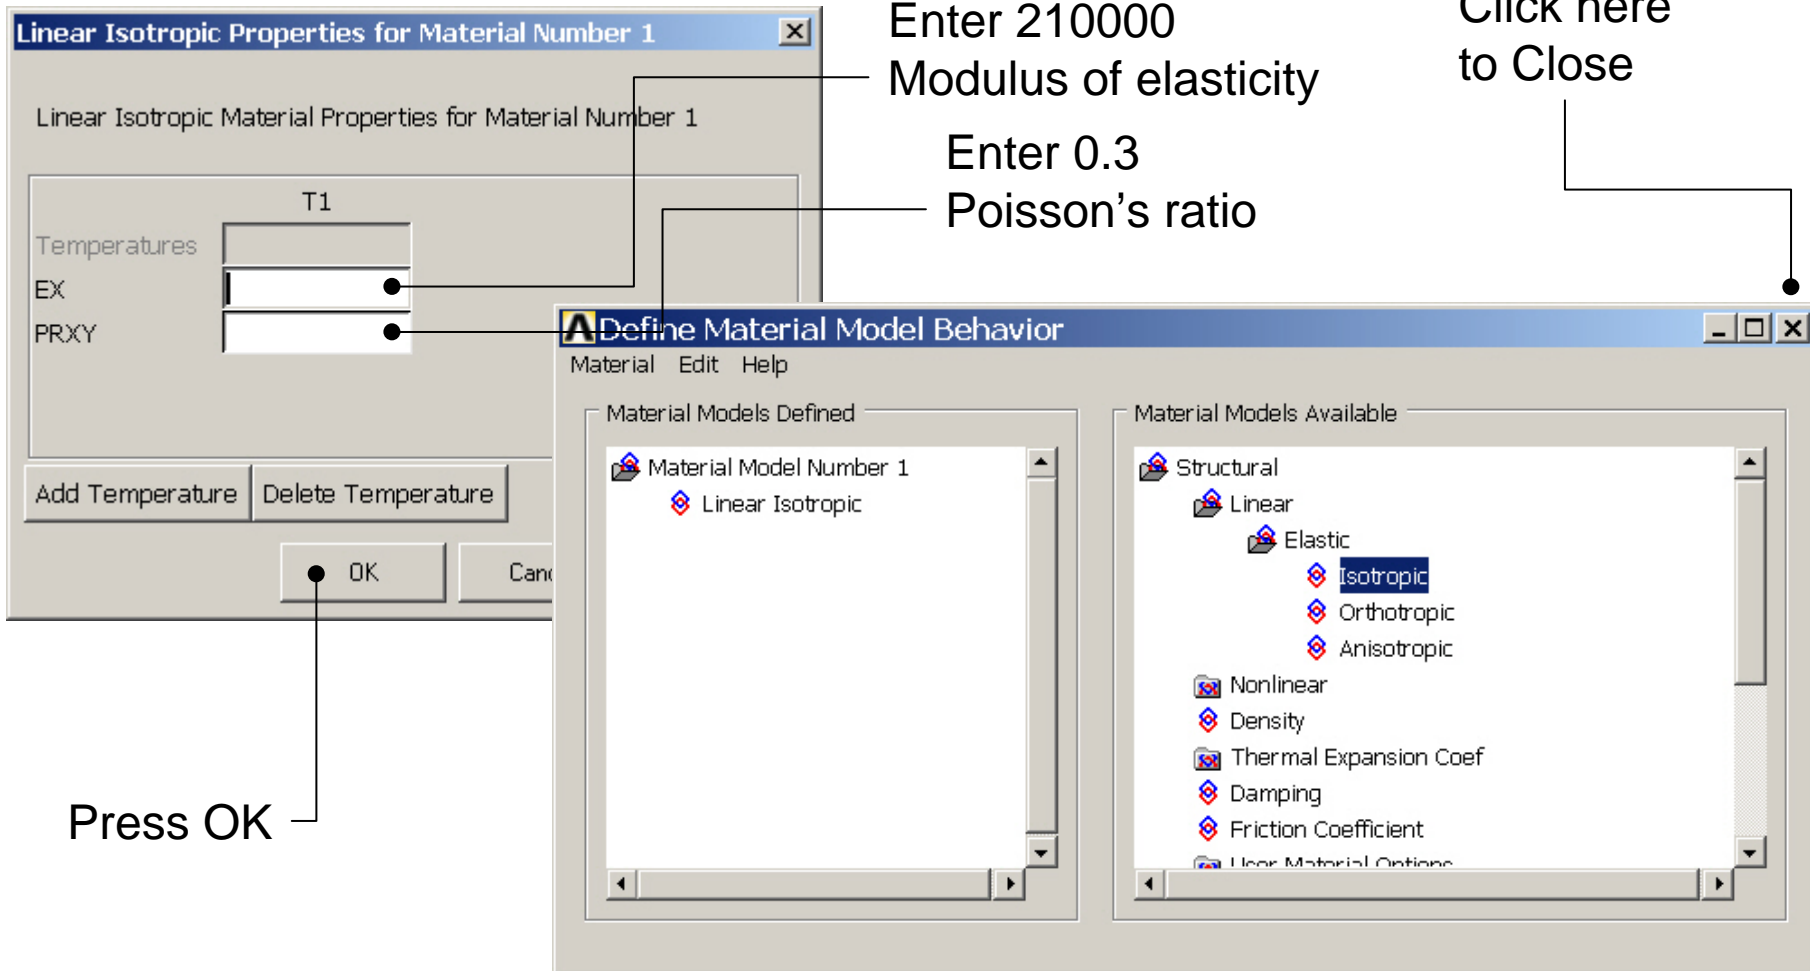 Linear Isotropic Properties for Material Number 1
Linear Isotropic Material Properties for Material Number 1
T1
Temperatures
EX
PRXY
Add Temperature
Delete Temperature
OK
Press OK
Enter 210000
Modulus of elasticity
Enter 0.3
Poisson's ratio
Click here
to Close
Define Material Model Behavior
Material Edit Help
Material Models Defined
Material Model Number 1
Linear Isotropic
Material Models Available
Structural
Linear
Elastic
Isotropic
Orthotropic
Anisotropic
Nonlinear
Density
Thermal Expansion Coef
Damping
Friction Coefficient
User Material Options